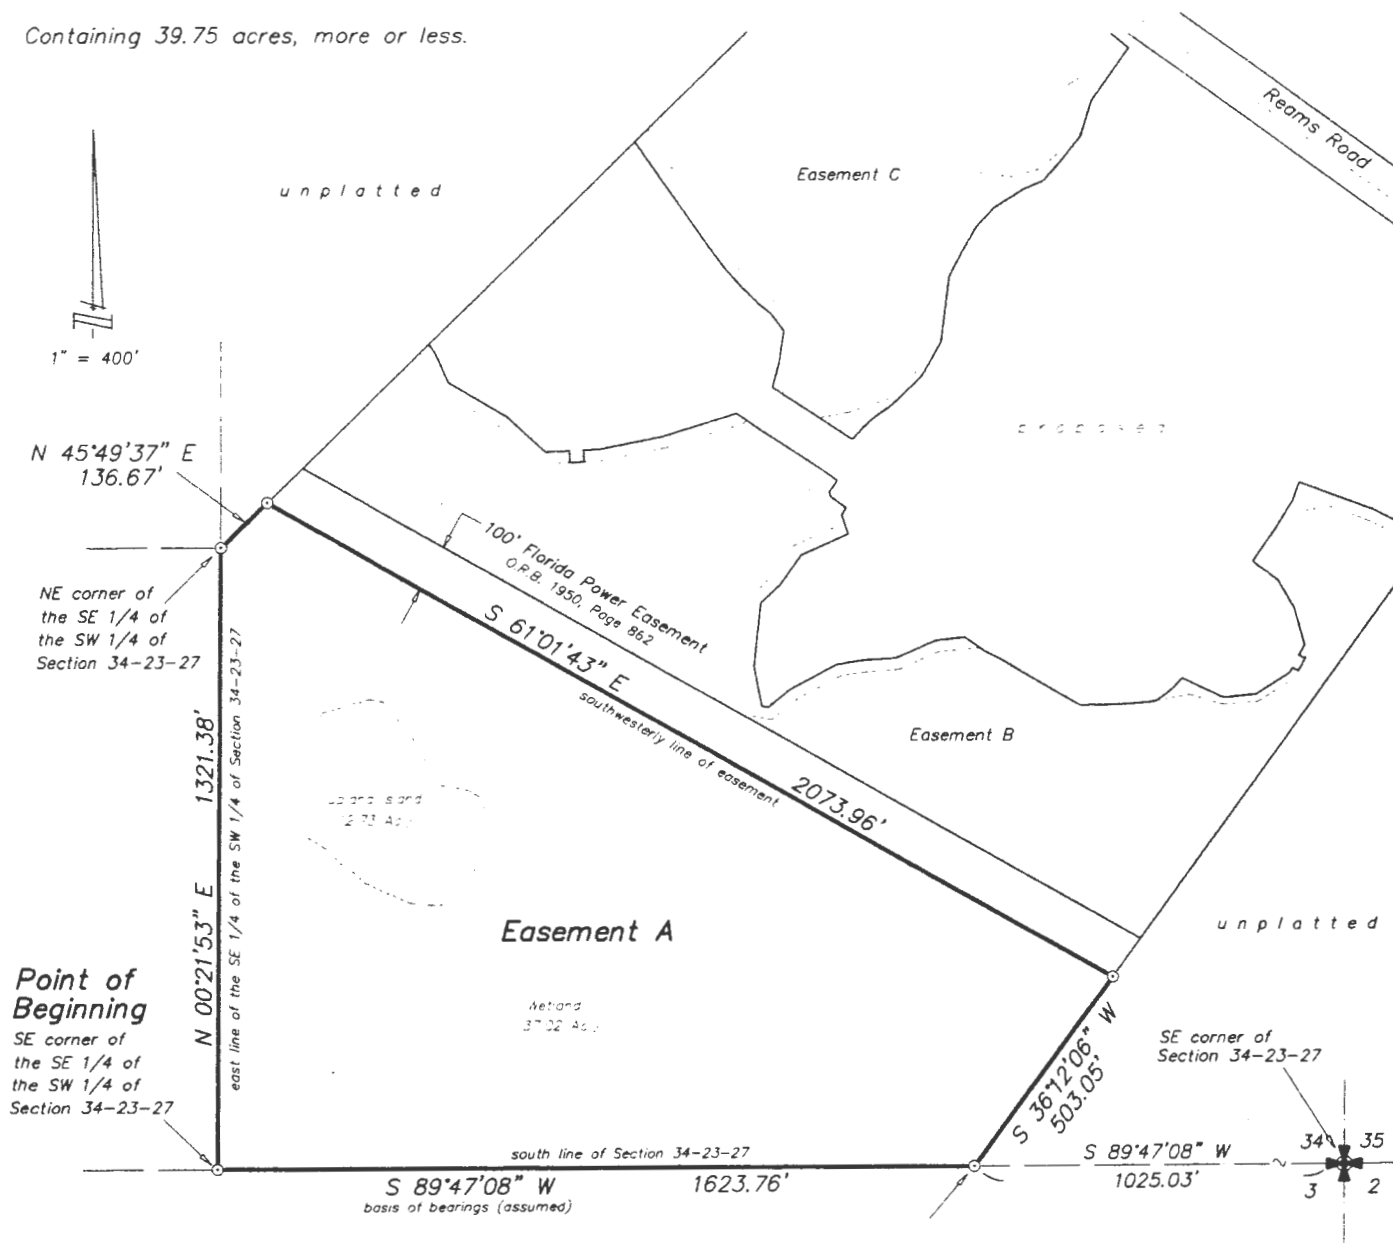 Containing 39.75 acres, more or less.
Reams Road
Easement C
unplatted
1" = 400'
proposed
N 45°49'37" E
136.67'
100' Florida Power Easement
O.R.B. 1950, Page 862
NE corner of
the SE 1/4 of
the SW 1/4 of
Section 34-23-27
S 61°01'43" E
southwesterly line of easement
2073.96'
Easement B
1321.38'
N 00°21'53" E
east line of the SE 1/4 of the SW 1/4 of Section 34-23-27
Easement A
unplatted
Point of
Beginning
SE corner of
the SE 1/4 of
the SW 1/4 of
Section 34-23-27
Wetland
S 36°12'06" W
503.05'
SE corner of
Section 34-23-27
34
35
3
2
south line of Section 34-23-27
S 89°47'08" W
1623.76'
basis of bearings (assumed)
S 89°47'08" W
1025.03'